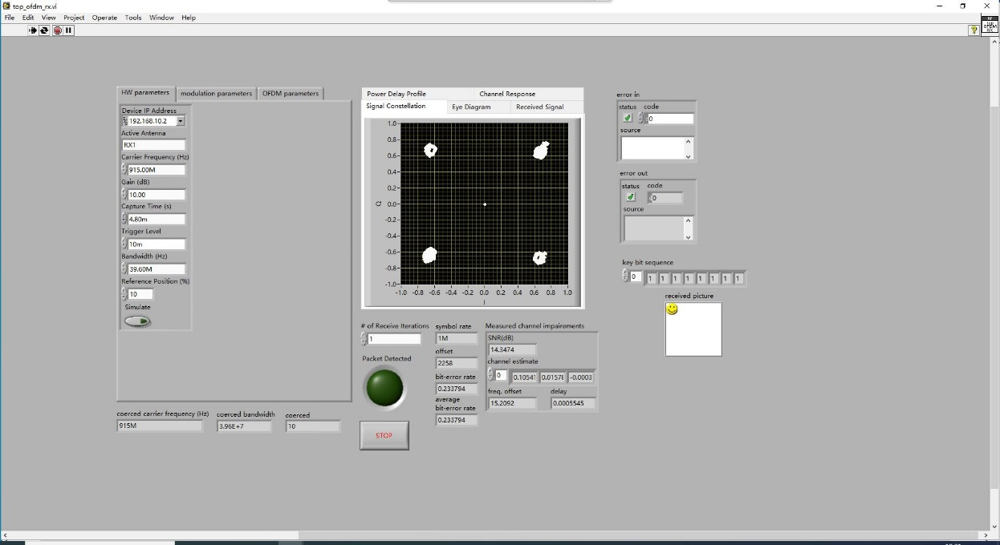 top_ofdm_rx.vi
File Edit View Project Operate Tools Window Help
HW parameters modulation parameters OFDM parameters
Device IP Address
192.168.10.2
Active Antenna
RX1
Carrier Frequency (Hz)
915.00M
Gain (dB)
10.00
Capture Time (s)
4.80m
Trigger Level
10m
Bandwidth (Hz)
39.60M
Reference Position (%)
10
Simulate
coerced carrier frequency (Hz) coerced bandwidth coerced
915M 3.96E+7 10
Power Delay Profile Channel Response
Signal Constellation Eye Diagram Received Signal
1.0
0.8
0.6
0.4
0.2
Q 0.0
-0.2
-0.4
-0.6
-0.8
-1.0
-1.0 -0.8 -0.6 -0.4 -0.2 0.0 0.2 0.4 0.6 0.8 1.0
I
# of Receive Iterations
1
Packet Detected
STOP
symbol rate
1M
offset
2258
bit-error rate
0.233794
average
bit-error rate
0.233794
Measured channel impairements
SNR(dB)
14.3474
channel estimate
0 0.10541 0.01578 -0.0003
freq. offset delay
15.2092 0.0005545
error in
status code
0
source
error out
status code
0
source
key bit sequence
0 1 1 1 1 1 1 1 1
received picture